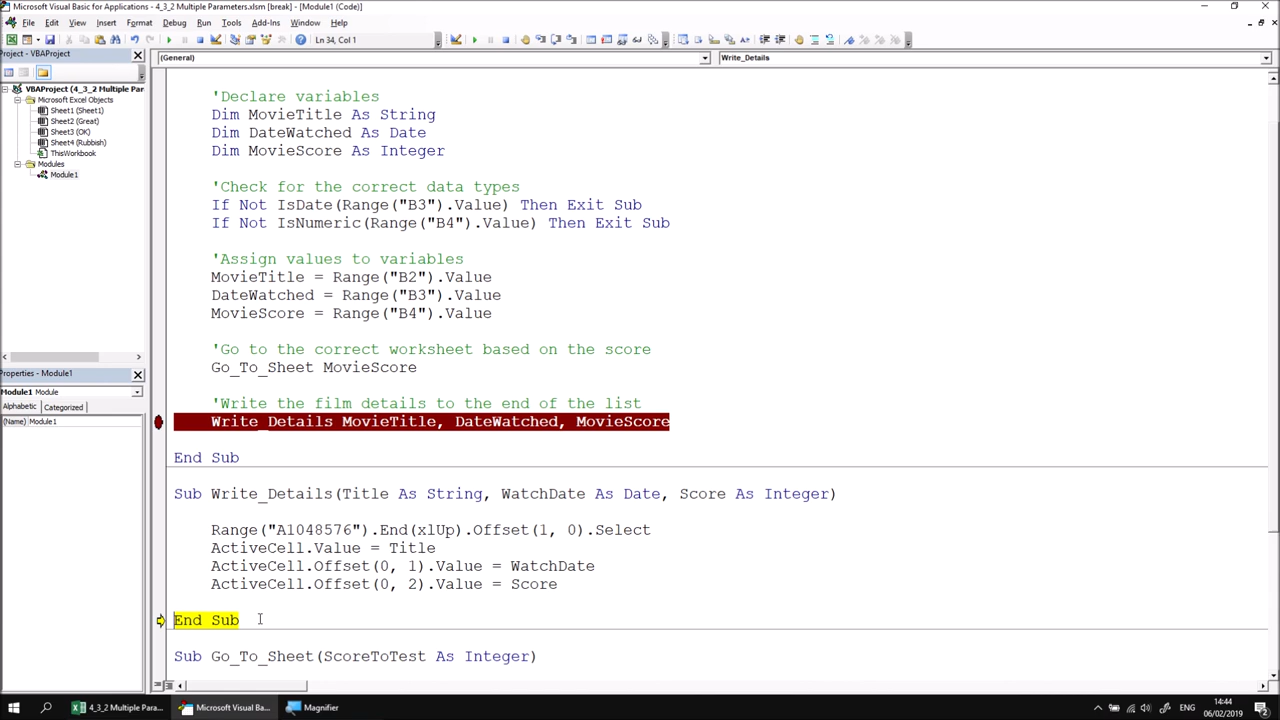 Microsoft Visual Basic for Applications - 4_3_2 Multiple Parameters.xlsm [break] - [Module1 (Code)]
File Edit View Insert Format Debug Run Tools Add-Ins Window Help
Ln 34, Col 1
Project - VBAProject
(General)
Write_Details
VBAProject (4_3_2 Multiple Par
Microsoft Excel Objects
Sheet1 (Sheet1)
Sheet2 (Great)
Sheet3 (OK)
Sheet4 (Rubbish)
ThisWorkbook
Modules
Module1
Properties - Module1
Module1 Module
Alphabetic Categorized
(Name) Module1
'Declare variables
Dim MovieTitle As String
Dim DateWatched As Date
Dim MovieScore As Integer
'Check for the correct data types
If Not IsDate(Range("B3").Value) Then Exit Sub
If Not IsNumeric(Range("B4").Value) Then Exit Sub
'Assign values to variables
MovieTitle = Range("B2").Value
DateWatched = Range("B3").Value
MovieScore = Range("B4").Value
'Go to the correct worksheet based on the score
Go_To_Sheet MovieScore
'Write the film details to the end of the list
Write_Details MovieTitle, DateWatched, MovieScore
End Sub
Sub Write_Details(Title As String, WatchDate As Date, Score As Integer)
Range("A1048576").End(xlUp).Offset(1, 0).Select
ActiveCell.Value = Title
ActiveCell.Offset(0, 1).Value = WatchDate
ActiveCell.Offset(0, 2).Value = Score
End Sub
Sub Go_To_Sheet(ScoreToTest As Integer)
4_3_2 Multiple Para...
Microsoft Visual Ba...
Magnifier
ENG
14:44
06/02/2019
2